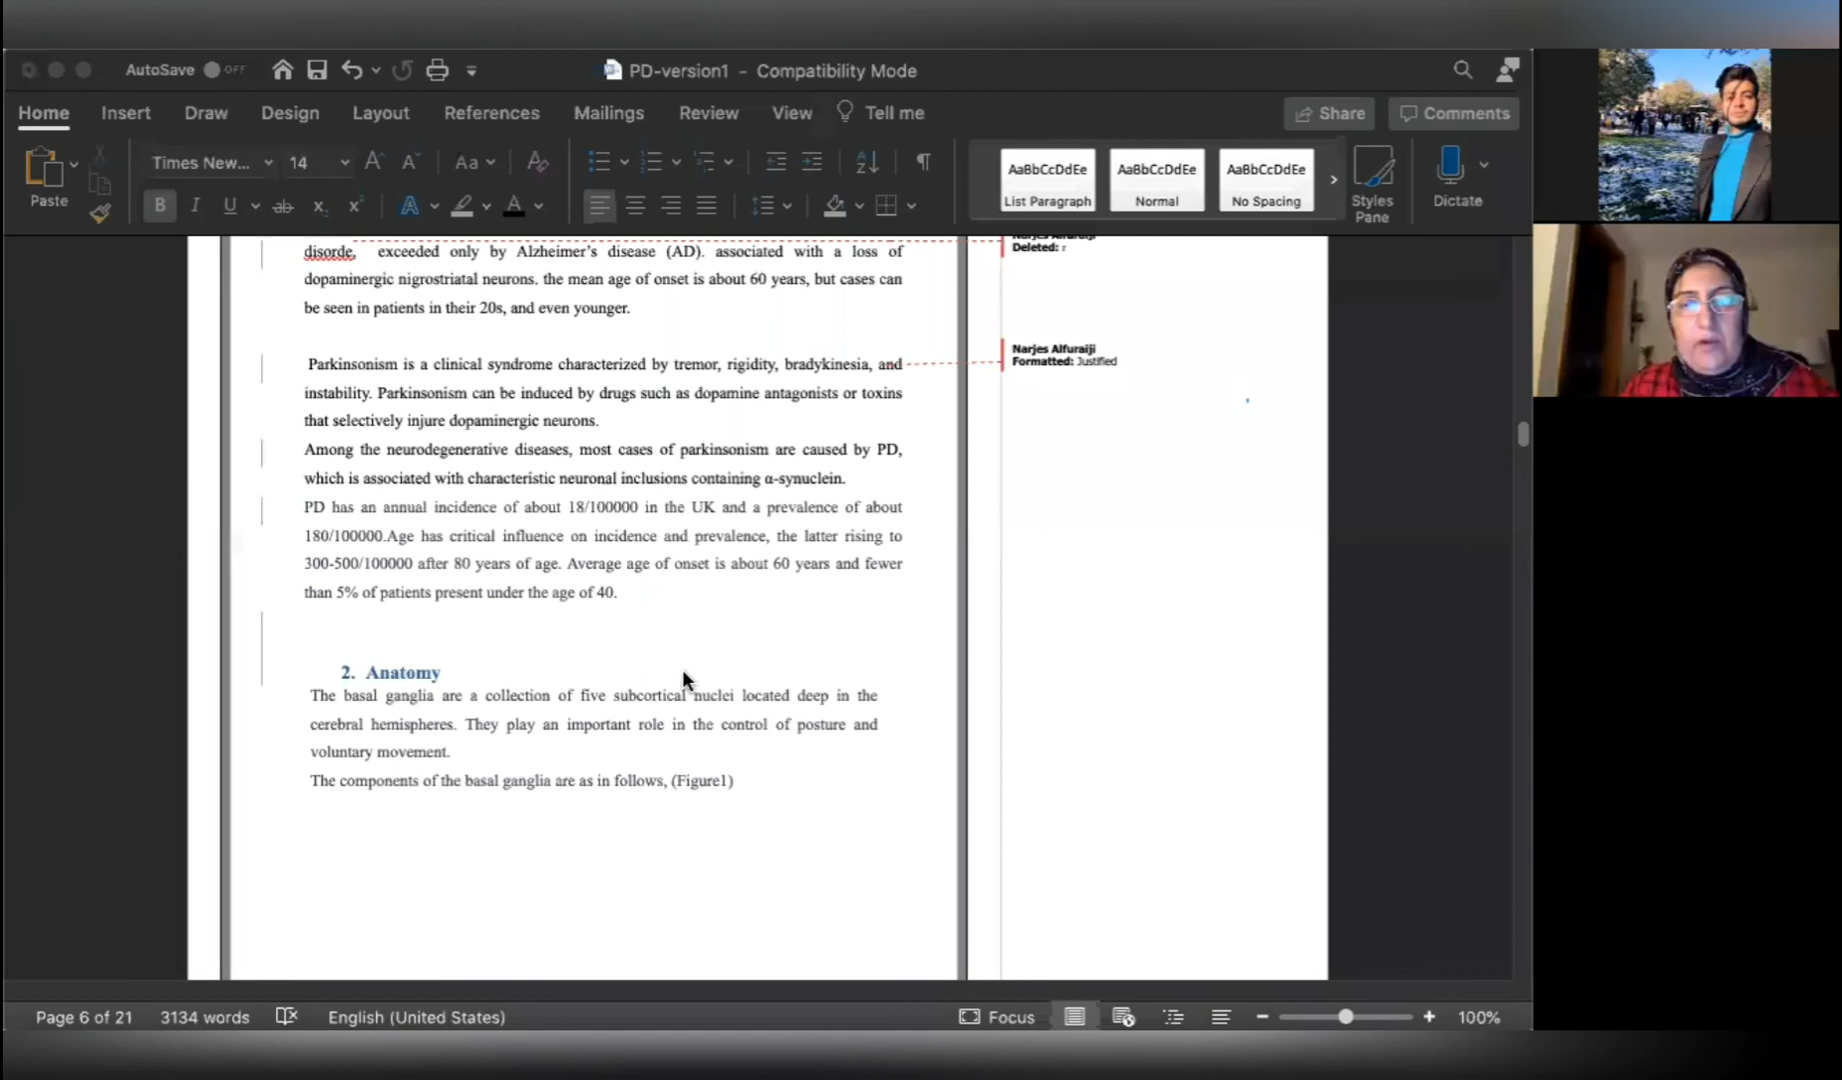 AutoSave OFF
PD-version1 - Compatibility Mode
Home Insert Draw Design Layout References Mailings Review View Tell me
Share Comments
Paste
Times New... 14
Aa
B I U ab x₂ x² A A
AaBbCcDdEe AaBbCcDdEe AaBbCcDdEe
List Paragraph Normal No Spacing
Styles Pane
Dictate
disorde, exceeded only by Alzheimer's disease (AD). associated with a loss of
dopaminergic nigrostriatal neurons. the mean age of onset is about 60 years, but cases can
be seen in patients in their 20s, and even younger.
Narjes Alfuraiji
Deleted: r
Parkinsonism is a clinical syndrome characterized by tremor, rigidity, bradykinesia, and
instability. Parkinsonism can be induced by drugs such as dopamine antagonists or toxins
that selectively injure dopaminergic neurons.
Narjes Alfuraiji
Formatted: Justified
Among the neurodegenerative diseases, most cases of parkinsonism are caused by PD,
which is associated with characteristic neuronal inclusions containing α-synuclein.
PD has an annual incidence of about 18/100000 in the UK and a prevalence of about
180/100000.Age has critical influence on incidence and prevalence, the latter rising to
300-500/100000 after 80 years of age. Average age of onset is about 60 years and fewer
than 5% of patients present under the age of 40.
2. Anatomy
The basal ganglia are a collection of five subcortical nuclei located deep in the
cerebral hemispheres. They play an important role in the control of posture and
voluntary movement.
The components of the basal ganglia are as in follows, (Figure1)
Page 6 of 21 3134 words English (United States) Focus 100%